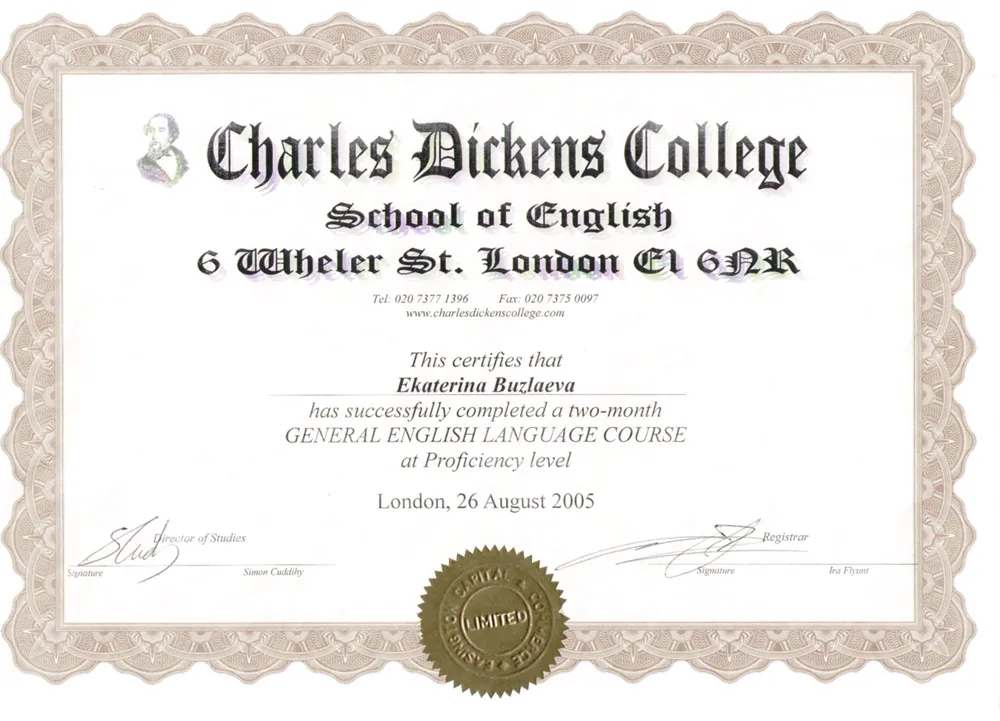 Charles Dickens College
School of English
6 Wheler St. London E1 6NR
Tel: 020 7377 1396 Fax: 020 7375 0097
www.charlesdickenscollege.com
This certifies that
Ekaterina Buzlaeva
has successfully completed a two-month
GENERAL ENGLISH LANGUAGE COURSE
at Proficiency level
London, 26 August 2005
Director of Studies
Signature Simon Cuddihy
Registrar
Signature Ira Flyunt
CAPITAL & COMMERCE
LIMITED